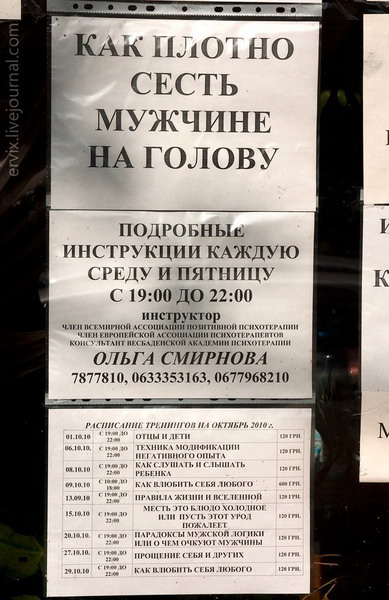 ervix.livejournal.com
КАК ПЛОТНО
СЕСТЬ
МУЖЧИНЕ
НА ГОЛОВУ
ПОДРОБНЫЕ
ИНСТРУКЦИИ КАЖДУЮ
СРЕДУ И ПЯТНИЦУ
С 19:00 ДО 22:00
инструктор
ЧЛЕН ВСЕМИРНОЙ АССОЦИАЦИИ ПОЗИТИВНОЙ ПСИХОТЕРАПИИ
ЧЛЕН ЕВРОПЕЙСКОЙ АССОЦИАЦИИ ПСИХОТЕРАПЕВТОВ
КОНСУЛЬТАНТ ВЕСБАДЕНСКОЙ АКАДЕМИИ ПСИХОТЕРАПИИ
ОЛЬГА СМИРНОВА
7877810, 0633353163, 0677968210
РАСПИСАНИЕ ТРЕНИНГОВ НА ОКТЯБРЬ 2010 г.
01.10.10 С 19:00 ДО 22:00 ОТЦЫ И ДЕТИ 120 ГРН.
06.10.10. С 19:00 ДО 22:00 ТЕХНИКА МОДИФИКАЦИИ НЕГАТИВНОГО ОПЫТА 120 ГРН.
08.10.10 С 19:00 ДО 22:00 КАК СЛУШАТЬ И СЛЫШАТЬ РЕБЕНКА 120 ГРН.
09.10.10 С 10:00 ДО 18:00 КАК ВЛЮБИТЬ СЕБЯ ЛЮБОГО 600 ГРН.
13.09.10 С 19:00 ДО 22:00 ПРАВИЛА ЖИЗНИ И ВСЕЛЕННОЙ 120 ГРН.
15.10.10 С 19:00 ДО 22:00 МЕСТЬ ЭТО БЛЮДО ХОЛОДНОЕ ИЛИ ПУСТЬ ЭТОТ УРОД ПОЖАЛЕЕТ 120 ГРН.
20.10.10. С 19:00 ДО 22:00 ПАРАДОКСЫ МУЖСКОЙ ЛОГИКИ ИЛИ О ЧЕМ ОЧКУЮТ МУЖЧИНЫ 120 ГРН.
27.10.10. С 19:00 ДО 22:00 ПРОЩЕНИЕ СЕБЯ И ДРУГИХ 120 ГРН.
29.10.10 С 19:00 ДО 22:00 КАК ВЛЮБИТЬ СЕБЯ ЛЮБОГО 120 ГРН.